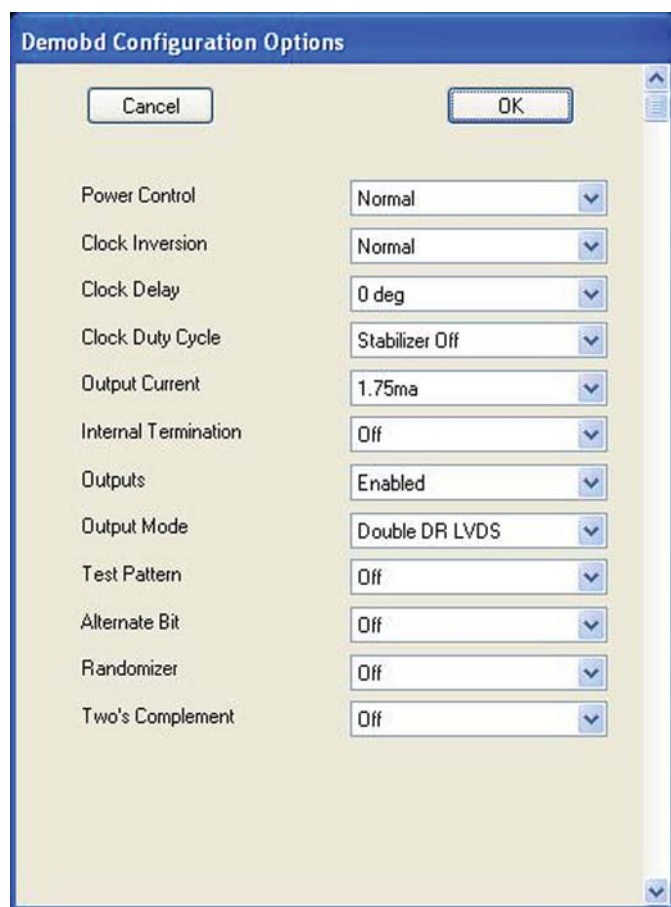 Demobd Configuration Options
Cancel OK
Power Control Normal
Clock Inversion Normal
Clock Delay 0 deg
Clock Duty Cycle Stabilizer Off
Output Current 1.75ma
Internal Termination Off
Outputs Enabled
Output Mode Double DR LVDS
Test Pattern Off
Alternate Bit Off
Randomizer Off
Two's Complement Off